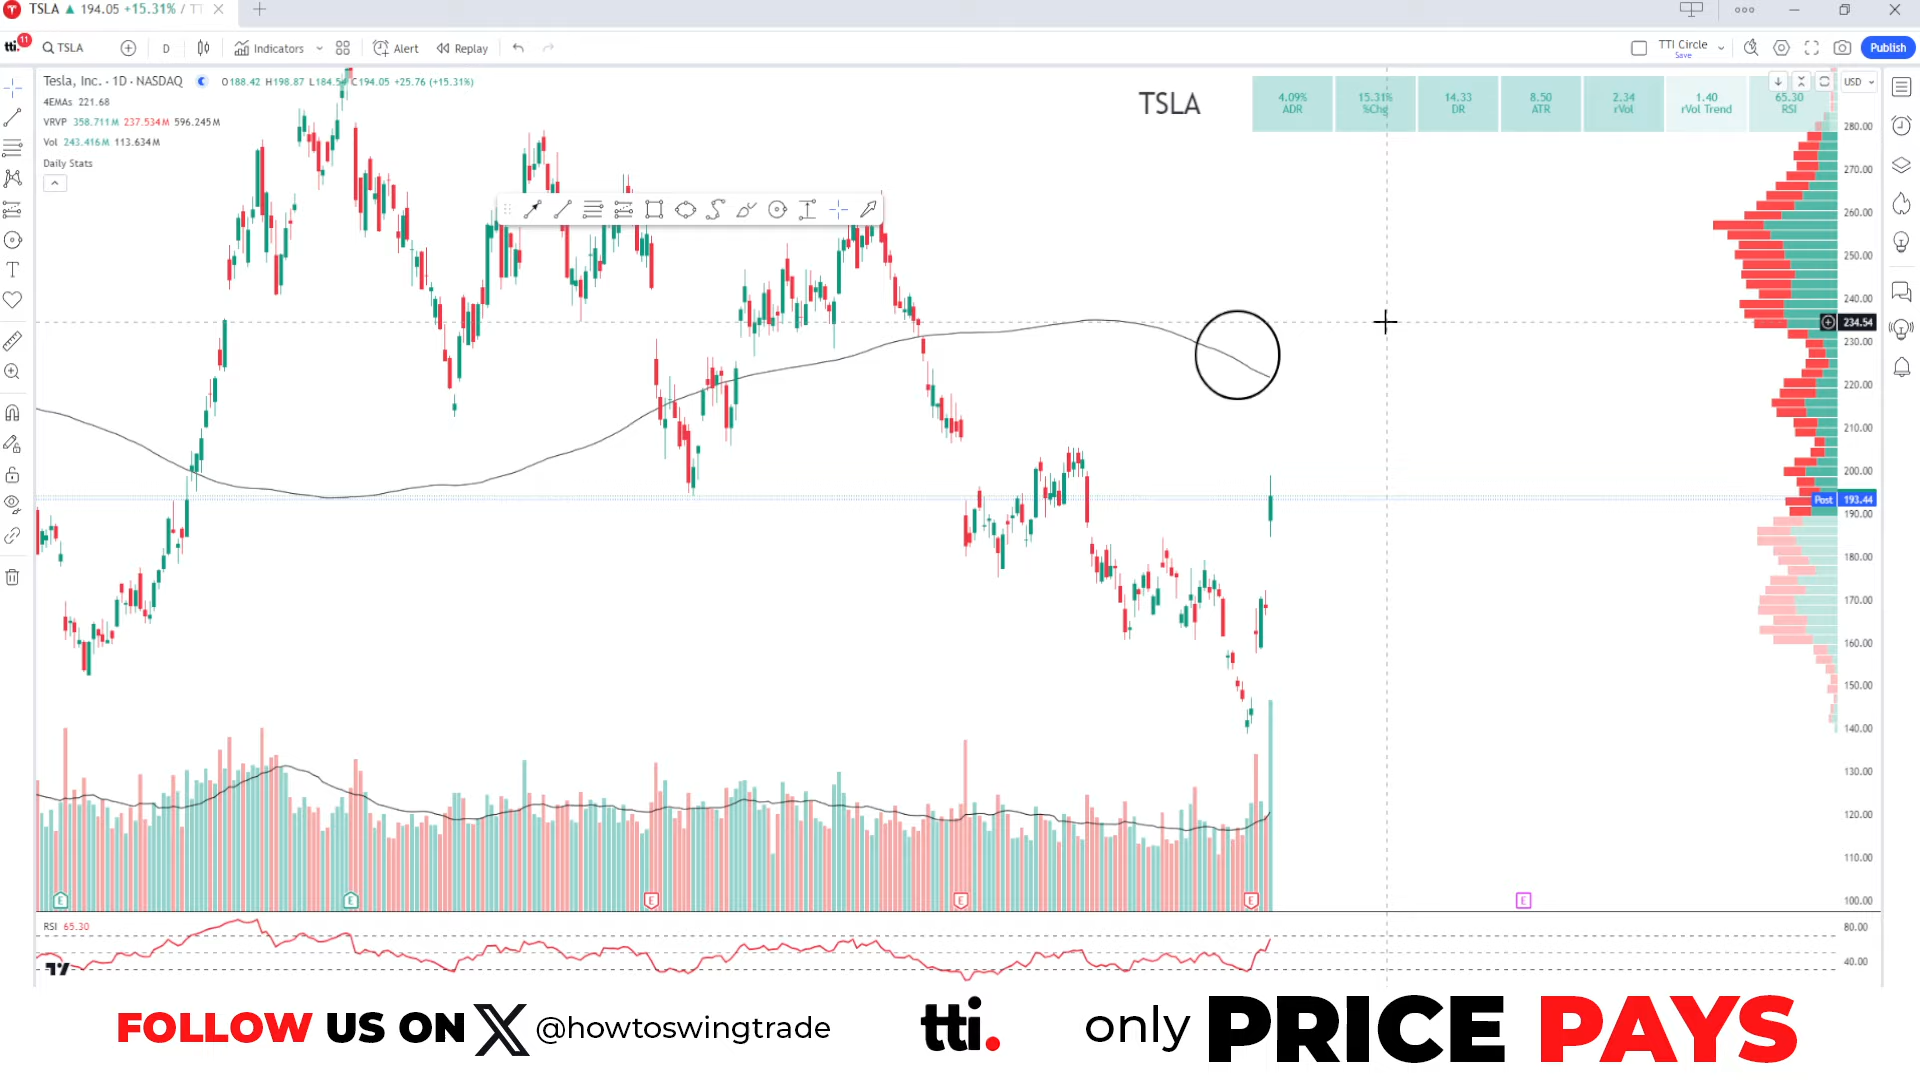 TSLA ▲ 194.05 +15.31% / TT
tti. 11 TSLA D Indicators Alert Replay TTI Circle Save Publish
Tesla, Inc. · 1D · NASDAQ O188.42 H198.87 L184.54 C194.05 +25.76 (+15.31%)
4EMAs 221.68
VRVP 358.711M 237.534M 596.245M
Vol 243.416M 113.634M
Daily Stats
TSLA
4.09% 15.31% 14.33 8.50 2.34 1.40 65.30
ADR %Chg DR ATR rVol rVol Trend RSI
USD
280.00
270.00
260.00
250.00
240.00
234.54
230.00
220.00
210.00
200.00
Post 193.44
190.00
180.00
170.00
160.00
150.00
140.00
130.00
120.00
110.00
100.00
E E E E E E
RSI 65.30
80.00
40.00
FOLLOW US ON X @howtoswingtrade tti. only PRICE PAYS